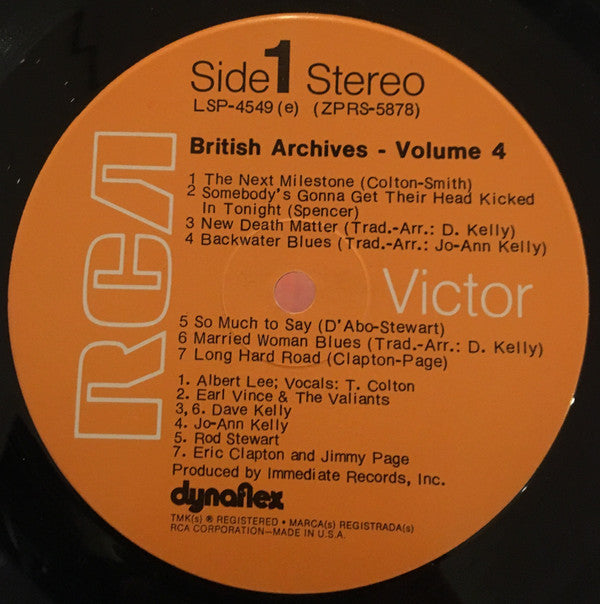 Side 1 Stereo
LSP-4549 (e) (ZPRS-5878)
British Archives - Volume 4
1 The Next Milestone (Colton-Smith)
2 Somebody's Gonna Get Their Head Kicked
In Tonight (Spencer)
3 New Death Matter (Trad.-Arr.: D. Kelly)
4 Backwater Blues (Trad.-Arr.: Jo-Ann Kelly)
RCA Victor
5 So Much to Say (D'Abo-Stewart)
6 Married Woman Blues (Trad.-Arr.: D. Kelly)
7 Long Hard Road (Clapton-Page)
1. Albert Lee; Vocals: T. Colton
2. Earl Vince & The Valiants
3, 6. Dave Kelly
4. Jo-Ann Kelly
5. Rod Stewart
7. Eric Clapton and Jimmy Page
Produced by Immediate Records, Inc.
dynaflex
TMK(s) ® REGISTERED • MARCA(s) REGISTRADA(s)
RCA CORPORATION—MADE IN U.S.A.